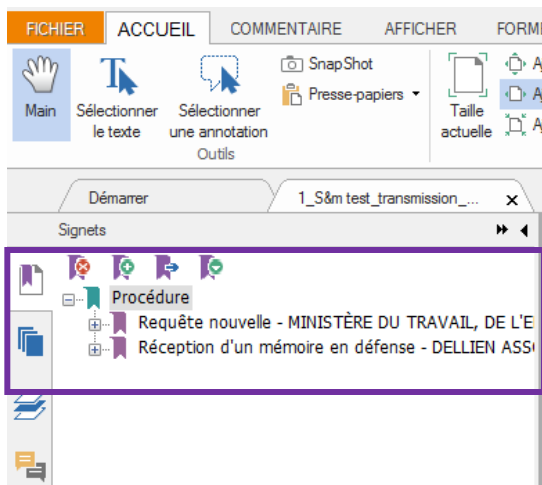 FICHIER ACCUEIL COMMENTAIRE AFFICHER FORM
SnapShot
Presse-papiers
Main
Sélectionner
le texte
Sélectionner
une annotation
Taille
actuelle
A
A
A
Outils
Démarrer
1_S&m test_transmission_...
Signets
Procédure
Requête nouvelle - MINISTÈRE DU TRAVAIL, DE L'E
Réception d'un mémoire en défense - DELLIEN ASS